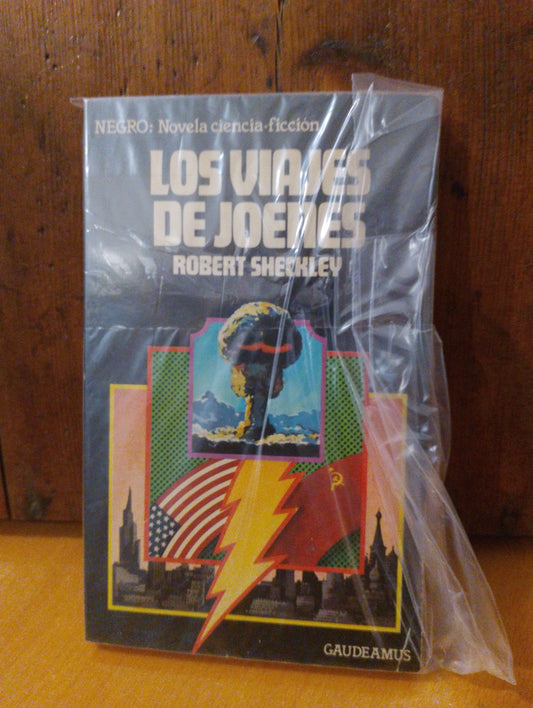 NEGRO: Novela ciencia-ficción
LOS VIAJES
DE JOENES
ROBERT SHECKLEY
GAUDEAMUS